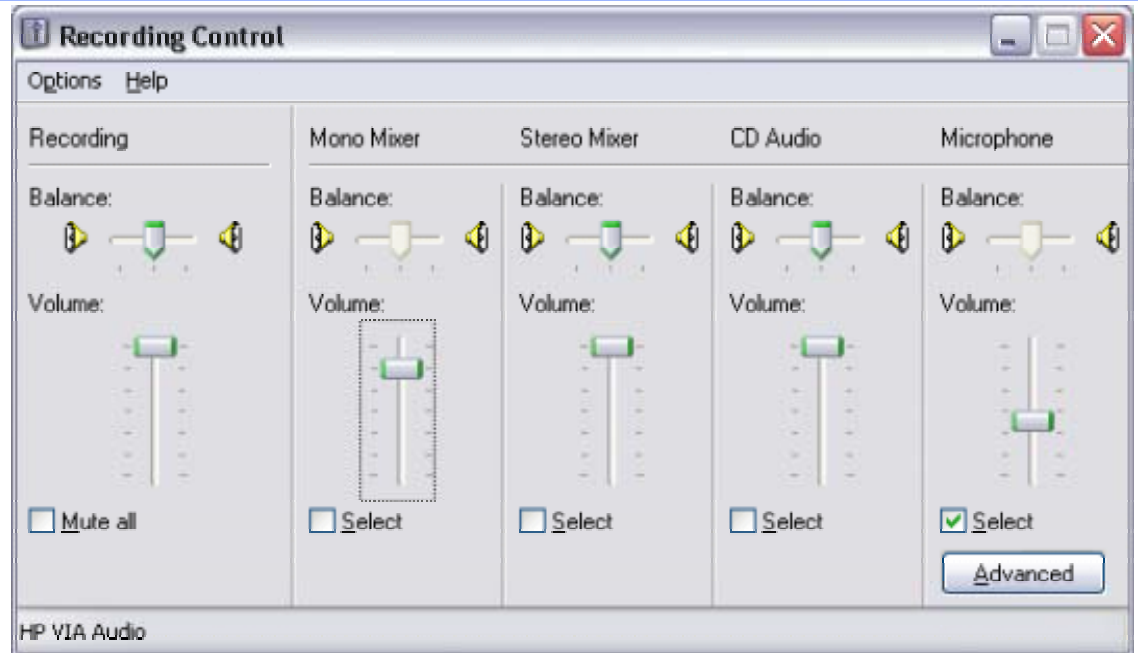 Recording Control
Options Help
Recording Mono Mixer Stereo Mixer CD Audio Microphone
Balance: Balance: Balance: Balance: Balance:
Volume: Volume: Volume: Volume: Volume:
Mute all Select Select Select Select
Advanced
HP VIA Audio